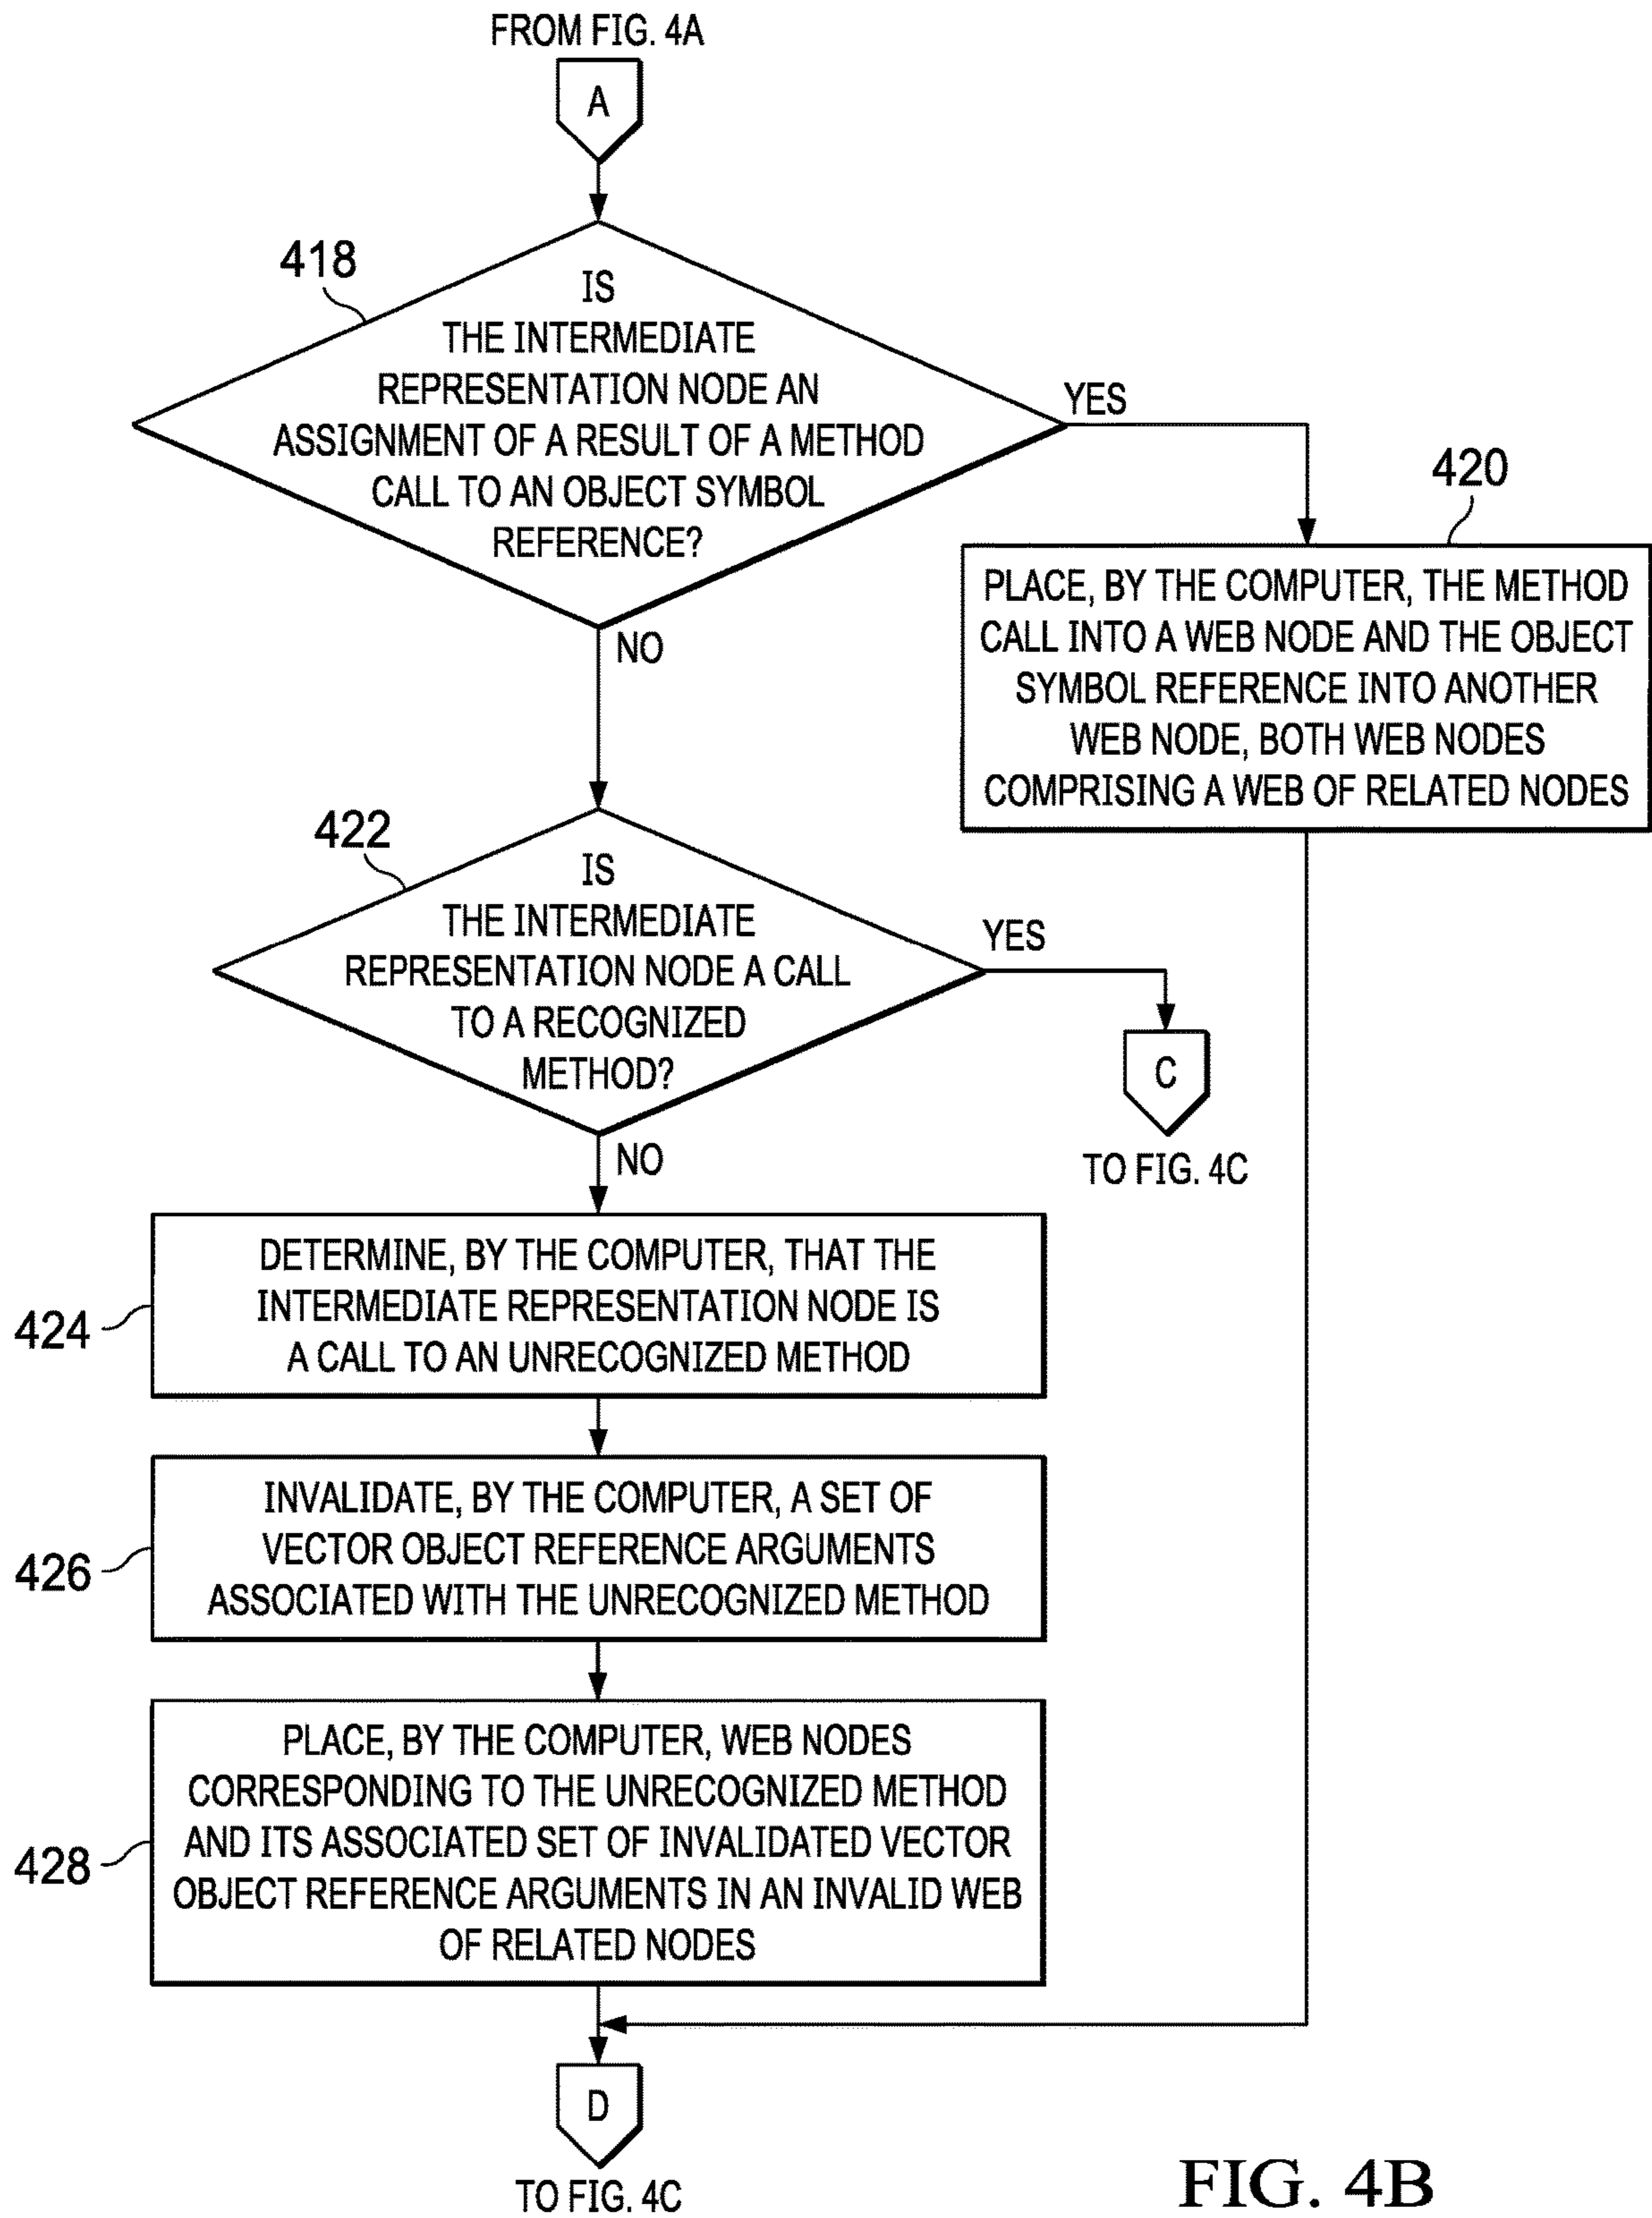 FROM FIG. 4A
A
418
IS
THE INTERMEDIATE
REPRESENTATION NODE AN
ASSIGNMENT OF A RESULT OF A METHOD
CALL TO AN OBJECT SYMBOL
REFERENCE?
YES
NO
420
PLACE, BY THE COMPUTER, THE METHOD
CALL INTO A WEB NODE AND THE OBJECT
SYMBOL REFERENCE INTO ANOTHER
WEB NODE, BOTH WEB NODES
COMPRISING A WEB OF RELATED NODES
422
IS
THE INTERMEDIATE
REPRESENTATION NODE A CALL
TO A RECOGNIZED
METHOD?
YES
C
TO FIG. 4C
NO
424
DETERMINE, BY THE COMPUTER, THAT THE
INTERMEDIATE REPRESENTATION NODE IS
A CALL TO AN UNRECOGNIZED METHOD
426
INVALIDATE, BY THE COMPUTER, A SET OF
VECTOR OBJECT REFERENCE ARGUMENTS
ASSOCIATED WITH THE UNRECOGNIZED METHOD
428
PLACE, BY THE COMPUTER, WEB NODES
CORRESPONDING TO THE UNRECOGNIZED METHOD
AND ITS ASSOCIATED SET OF INVALIDATED VECTOR
OBJECT REFERENCE ARGUMENTS IN AN INVALID WEB
OF RELATED NODES
D
TO FIG. 4C
FIG. 4B